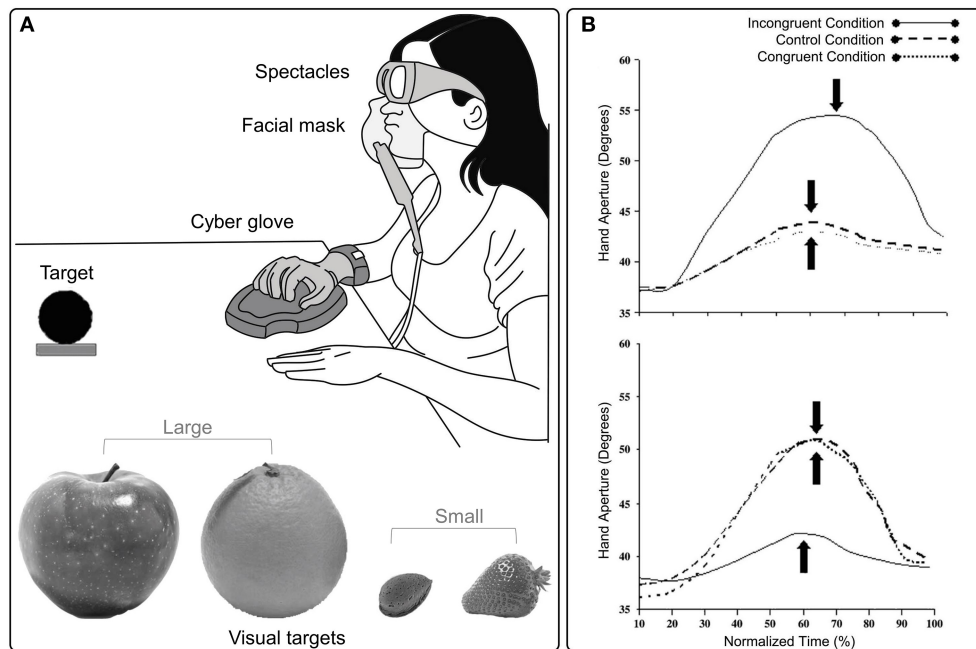 A
Spectacles
Facial mask
Cyber glove
Target
Large
Small
Visual targets
B
Incongruent Condition
Control Condition
Congruent Condition
60
55
50
45
40
35
Hand Aperture (Degrees)
60
55
50
45
40
35
Hand Aperture (Degrees)
10 20 30 40 50 60 70 80 90 100
Normalized Time (%)